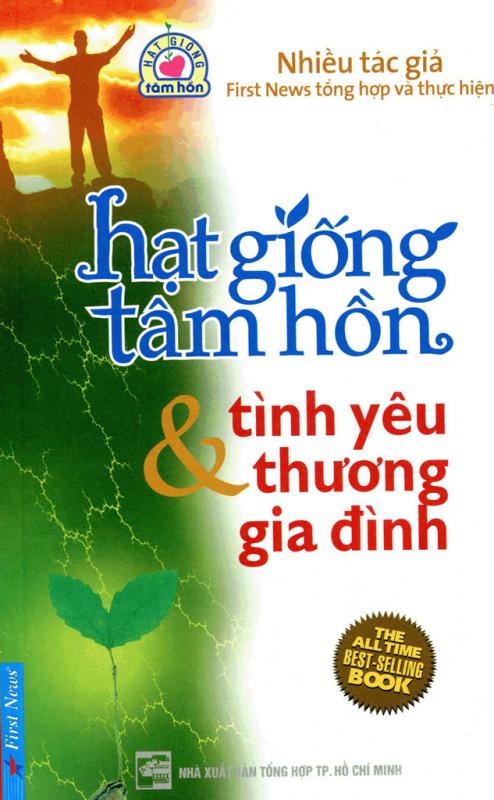 HẠT GIỐNG
tâm hồn
Nhiều tác giả
First News tổng hợp và thực hiện
hạt giống
tâm hồn
& tình yêu
thương
gia đình
THE
ALL TIME
BEST-SELLING
BOOK
First News
NHÀ XUẤT BẢN TỔNG HỢP TP. HỒ CHÍ MINH